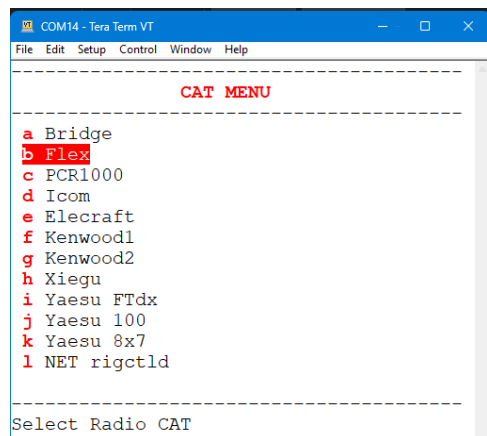 COM14 - Tera Term VT
File Edit Setup Control Window Help
----------------------------------------
CAT MENU
----------------------------------------
a Bridge
b Flex
c PCR1000
d Icom
e Elecraft
f Kenwood1
g Kenwood2
h Xiegu
i Yaesu FTdx
j Yaesu 100
k Yaesu 8x7
l NET rigctld
----------------------------------------
Select Radio CAT